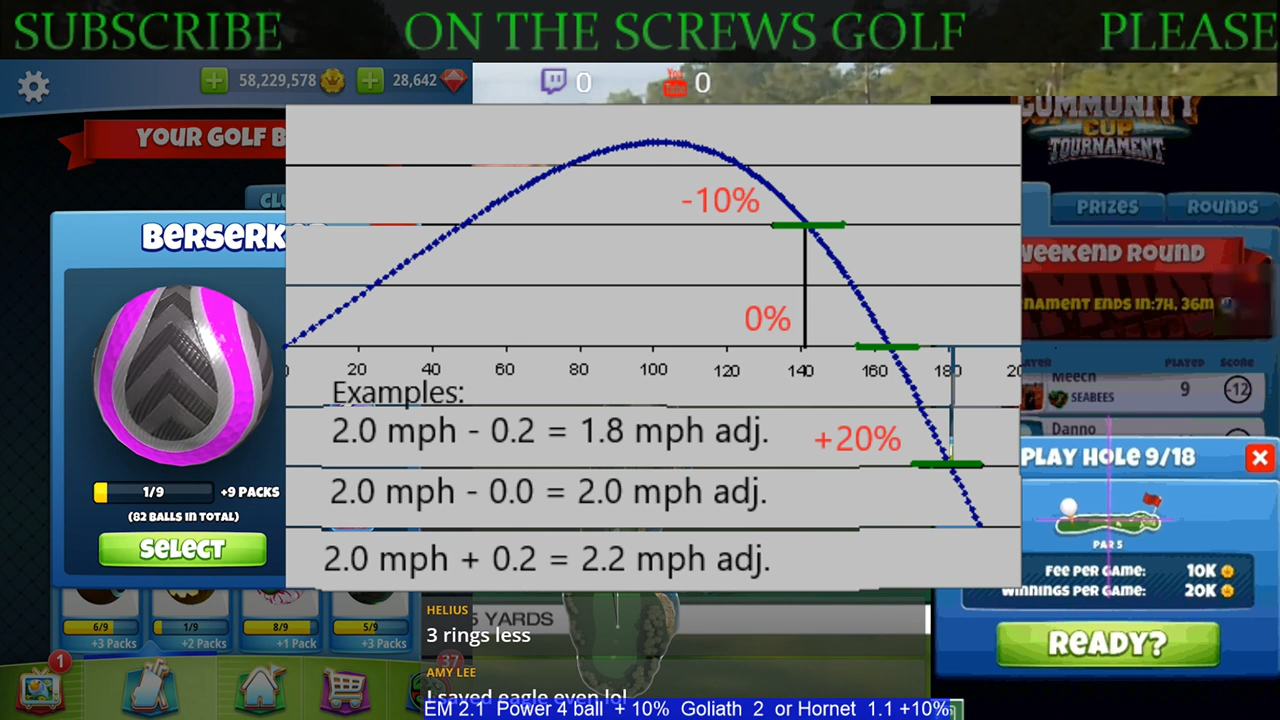 SUBSCRIBE ON THE SCREWS GOLF PLEASE
58,229,578 28,642 0 0
COMMUNITY
CUP
TOURNAMENT
YOUR GOLF B
CLU
PRIZES ROUNDS
BERSERK
WEEKEND ROUND
NAMENT ENDS IN:7H, 36M
-10%
0%
+20%
20 40 60 80 100 120 140 160 180 20
PLAYED SCORE
Meech
SEABEES
9 -12
Danno
Examples:
2.0 mph - 0.2 = 1.8 mph adj.
2.0 mph - 0.0 = 2.0 mph adj.
2.0 mph + 0.2 = 2.2 mph adj.
1/9 +9 PACKS
(82 BALLS IN TOTAL)
SELECT
PLAY HOLE 9/18
PAR 5
FEE PER GAME: 10K
WINNINGS PER GAME: 20K
READY?
6/9 1/9 8/9 5/9
+3 Packs +2 Packs +1 Pack +3 Packs
HELIUS
5 YARDS
3 rings less
37
AMY LEE
I saved eagle even lol
1
EM 2.1 Power 4 ball + 10% Goliath 2 or Hornet 1.1 +10%